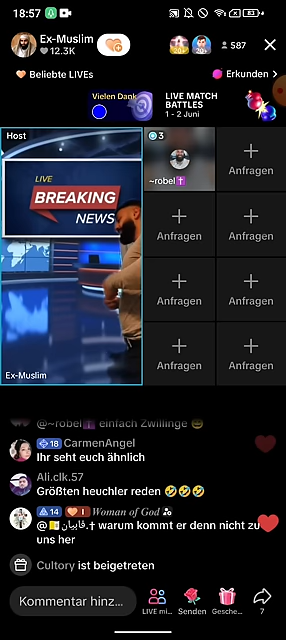 18:57
83
Ex-Muslim
12.3K
587
Beliebte LIVEs
Erkunden >
Vielen Dank
LIVE MATCH
BATTLES
1 - 2 Juni
Host
LIVE
BREAKING
NEWS
Ex-Muslim
3
~robel✝️
Anfragen
Anfragen
Anfragen
Anfragen
Anfragen
Anfragen
Anfragen
@~robel✝️ einfach Zwillinge 😄
18 CarmenAngel
Ihr seht euch ähnlich
Ali.clk.57
Größten heuchler reden 🤣🤣🤣
14 I Woman of God
warum kommt er denn nicht zu
uns her
Cultory ist beigetreten
Kommentar hinz...
LIVE mi...
Senden
Gesche...
7